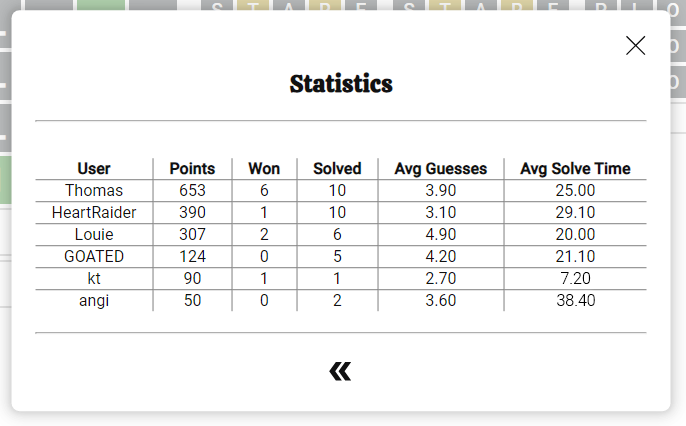 S T A R E S T A R E P L O
Statistics
User Points Won Solved Avg Guesses Avg Solve Time
Thomas 653 6 10 3.90 25.00
HeartRaider 390 1 10 3.10 29.10
Louie 307 2 6 4.90 20.00
GOATED 124 0 5 4.20 21.10
kt 90 1 1 2.70 7.20
angi 50 0 2 3.60 38.40